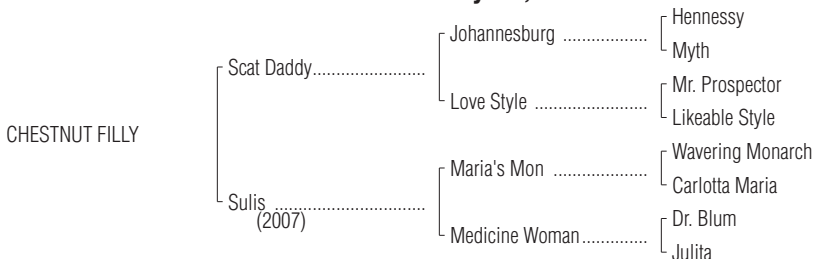 Hennessy
Johannesburg ..................
Myth
Scat Daddy........................
Mr. Prospector
Love Style ........................
Likeable Style
CHESTNUT FILLY
Wavering Monarch
Maria's Mon ....................
Carlotta Maria
Sulis ................................
(2007)
Dr. Blum
Medicine Woman..............
Julita